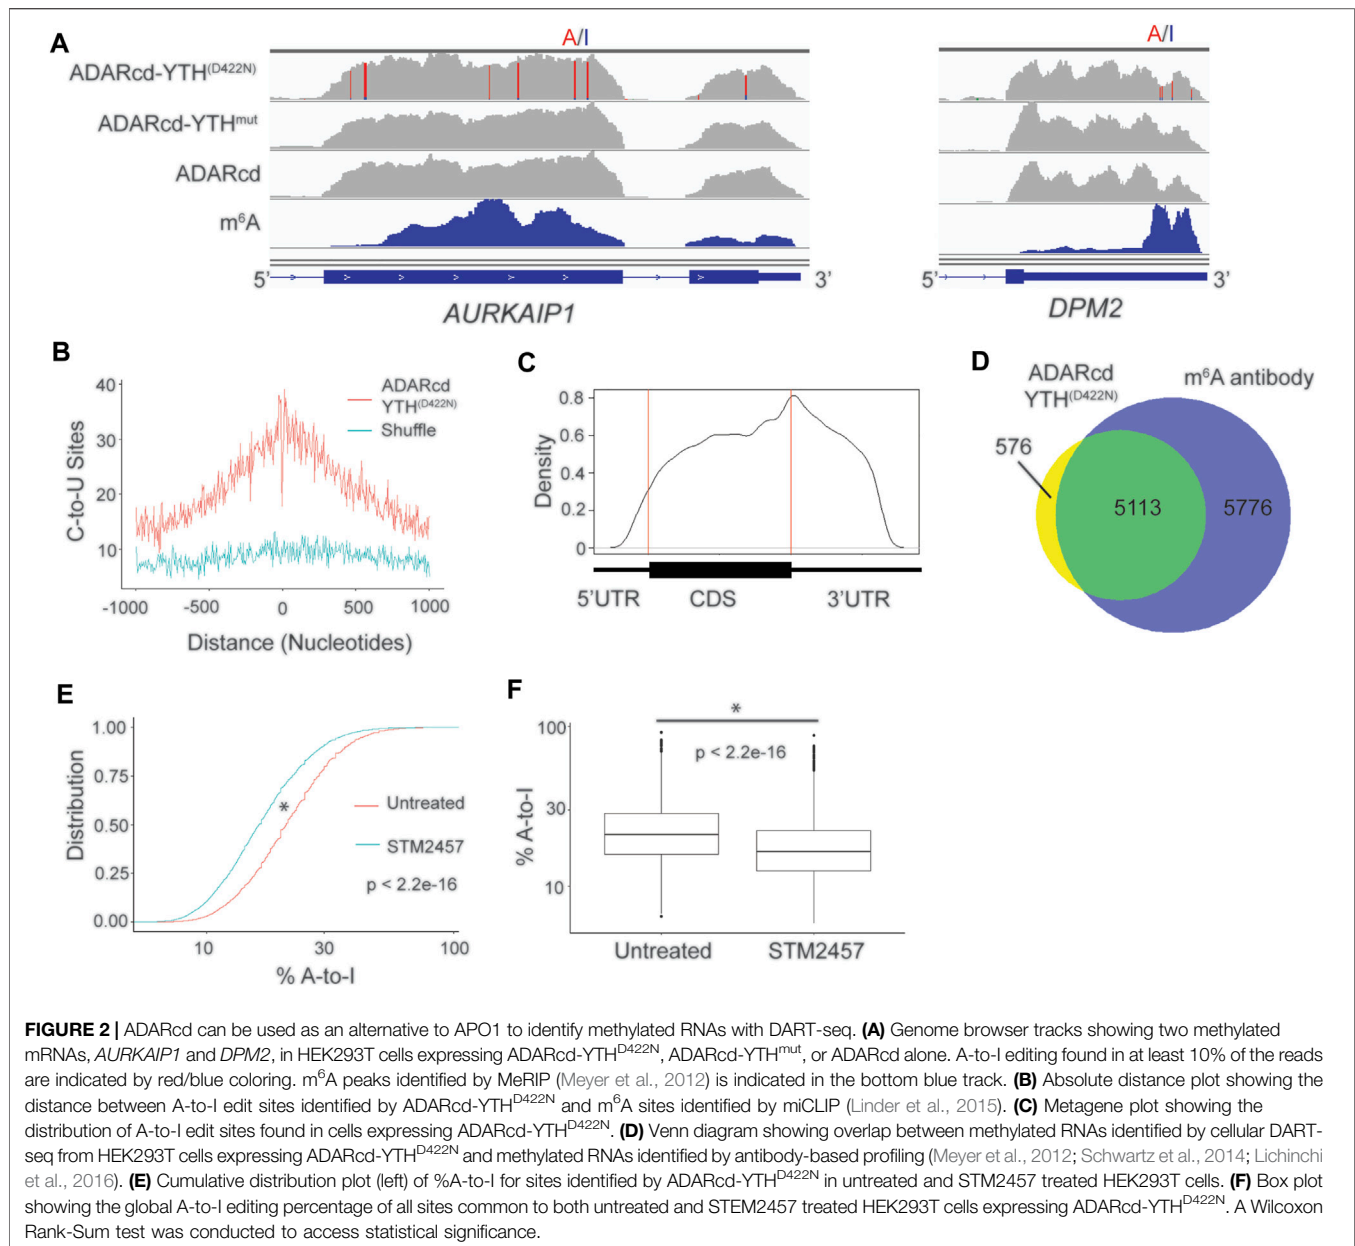 A
A/I
A/I
ADARcd-YTH(D422N)
ADARcd-YTHmut
ADARcd
m6A
5’
3’
3’
AURKAIP1
DPM2
B
40
30
20
10
C-to-U Sites
ADARcd
YTH(D422N)
Shuffle
-1000
-500
0
500
1000
Distance (Nucleotides)
C
0.8
0.6
0.4
0.2
0
Density
5’UTR
CDS
3’UTR
D
ADARcd
YTH(D422N)
m6A antibody
576
5113
5776
E
1.00
0.75
0.50
0.25
0.00
Distribution
*
Untreated
STM2457
p < 2.2e-16
10
30
100
% A-to-I
F
100
30
10
% A-to-I
*
p < 2.2e-16
Untreated
STM2457
FIGURE 2 | ADARcd can be used as an alternative to APO1 to identify methylated RNAs with DART-seq. (A) Genome browser tracks showing two methylated
mRNAs, AURKAIP1 and DPM2, in HEK293T cells expressing ADARcd-YTHD422N, ADARcd-YTHmut, or ADARcd alone. A-to-I editing found in at least 10% of the reads
are indicated by red/blue coloring. m6A peaks identified by MeRIP (Meyer et al., 2012) is indicated in the bottom blue track. (B) Absolute distance plot showing the
distance between A-to-I edit sites identified by ADARcd-YTHD422N and m6A sites identified by miCLIP (Linder et al., 2015). (C) Metagene plot showing the
distribution of A-to-I edit sites found in cells expressing ADARcd-YTHD422N. (D) Venn diagram showing overlap between methylated RNAs identified by cellular DART-
seq from HEK293T cells expressing ADARcd-YTHD422N and methylated RNAs identified by antibody-based profiling (Meyer et al., 2012; Schwartz et al., 2014; Lichinchi
et al., 2016). (E) Cumulative distribution plot (left) of %A-to-I for sites identified by ADARcd-YTHD422N in untreated and STM2457 treated HEK293T cells. (F) Box plot
showing the global A-to-I editing percentage of all sites common to both untreated and STEM2457 treated HEK293T cells expressing ADARcd-YTHD422N. A Wilcoxon
Rank-Sum test was conducted to access statistical significance.